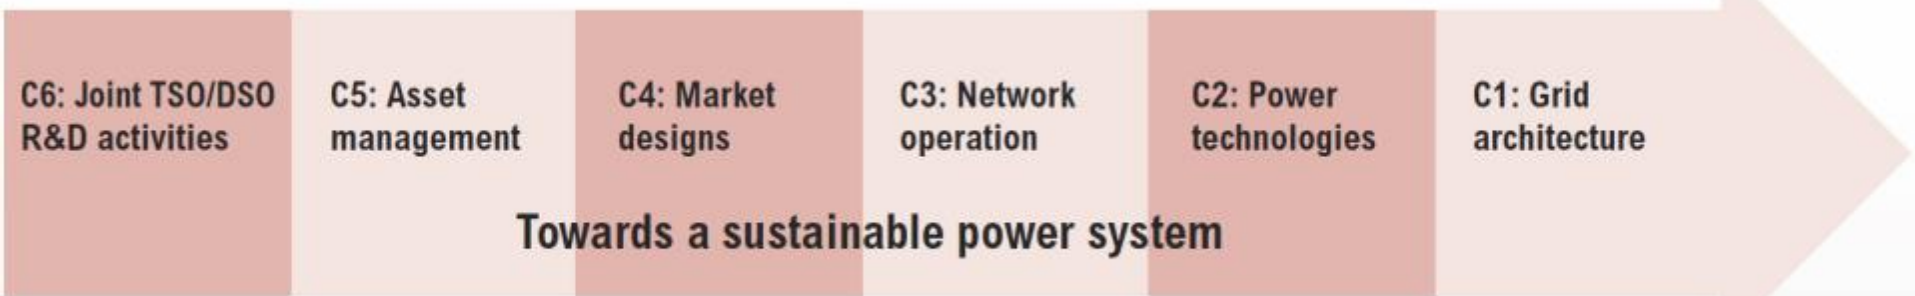 C6: Joint TSO/DSO
R&D activities
C5: Asset
management
C4: Market
designs
C3: Network
operation
C2: Power
technologies
C1: Grid
architecture
Towards a sustainable power system